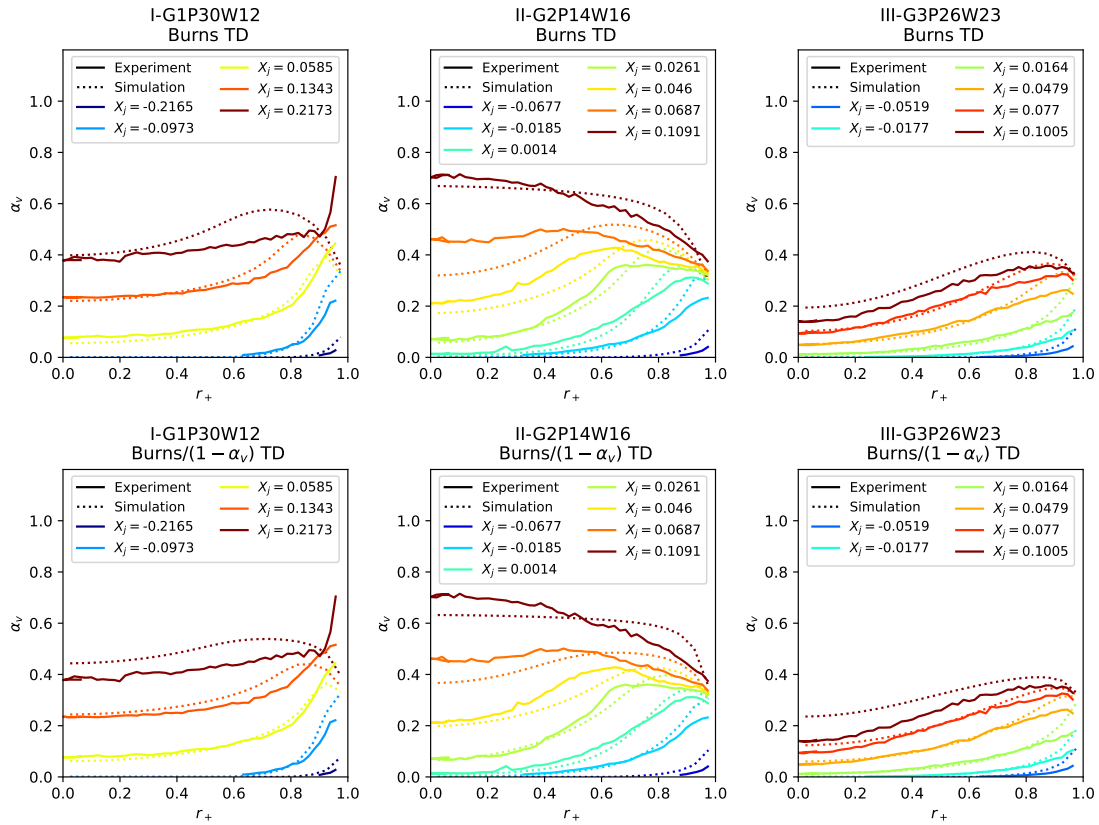 I-G1P30W12
Burns TD
II-G2P14W16
Burns TD
III-G3P26W23
Burns TD
Experiment
Simulation
X_j = -0.2165
X_j = -0.0973
X_j = 0.0585
X_j = 0.1343
X_j = 0.2173
Experiment
Simulation
X_j = -0.0677
X_j = -0.0185
X_j = 0.0014
X_j = 0.0261
X_j = 0.046
X_j = 0.0687
X_j = 0.1091
Experiment
Simulation
X_j = -0.0519
X_j = -0.0177
X_j = 0.0164
X_j = 0.0479
X_j = 0.077
X_j = 0.1005
α_v
1.0
0.8
0.6
0.4
0.2
0.0
0.0 0.2 0.4 0.6 0.8 1.0
r_+
α_v
1.0
0.8
0.6
0.4
0.2
0.0
0.0 0.2 0.4 0.6 0.8 1.0
r_+
α_v
1.0
0.8
0.6
0.4
0.2
0.0
0.0 0.2 0.4 0.6 0.8 1.0
r_+
I-G1P30W12
Burns/(1 − α_v) TD
II-G2P14W16
Burns/(1 − α_v) TD
III-G3P26W23
Burns/(1 − α_v) TD
Experiment
Simulation
X_j = -0.2165
X_j = -0.0973
X_j = 0.0585
X_j = 0.1343
X_j = 0.2173
Experiment
Simulation
X_j = -0.0677
X_j = -0.0185
X_j = 0.0014
X_j = 0.0261
X_j = 0.046
X_j = 0.0687
X_j = 0.1091
Experiment
Simulation
X_j = -0.0519
X_j = -0.0177
X_j = 0.0164
X_j = 0.0479
X_j = 0.077
X_j = 0.1005
α_v
1.0
0.8
0.6
0.4
0.2
0.0
0.0 0.2 0.4 0.6 0.8 1.0
r_+
α_v
1.0
0.8
0.6
0.4
0.2
0.0
0.0 0.2 0.4 0.6 0.8 1.0
r_+
α_v
1.0
0.8
0.6
0.4
0.2
0.0
0.0 0.2 0.4 0.6 0.8 1.0
r_+